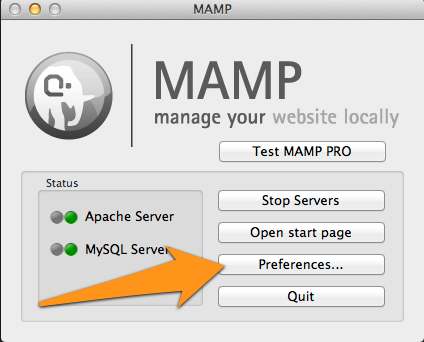 MAMP
MAMP
manage your website locally
Test MAMP PRO
Status
Apache Server
MySQL Server
Stop Servers
Open start page
Preferences...
Quit